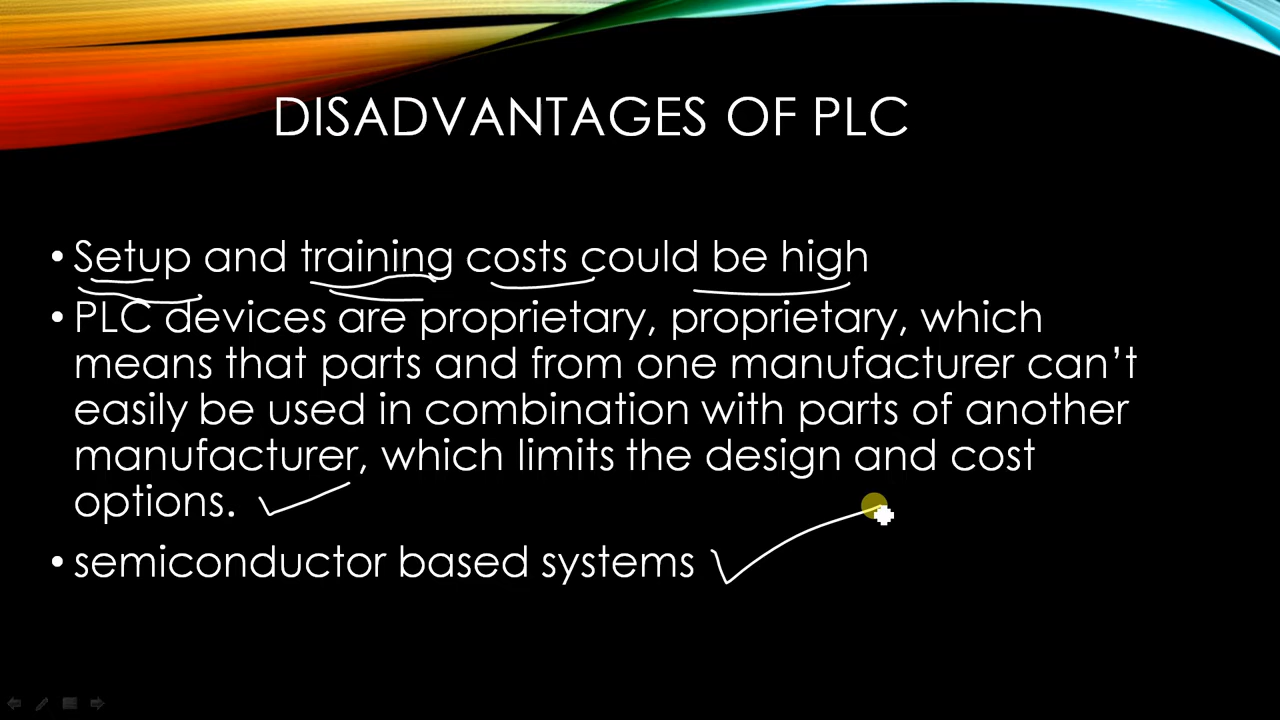 DISADVANTAGES OF PLC
• Setup and training costs could be high
• PLC devices are proprietary, proprietary, which
means that parts and from one manufacturer can't
easily be used in combination with parts of another
manufacturer, which limits the design and cost
options.
• semiconductor based systems